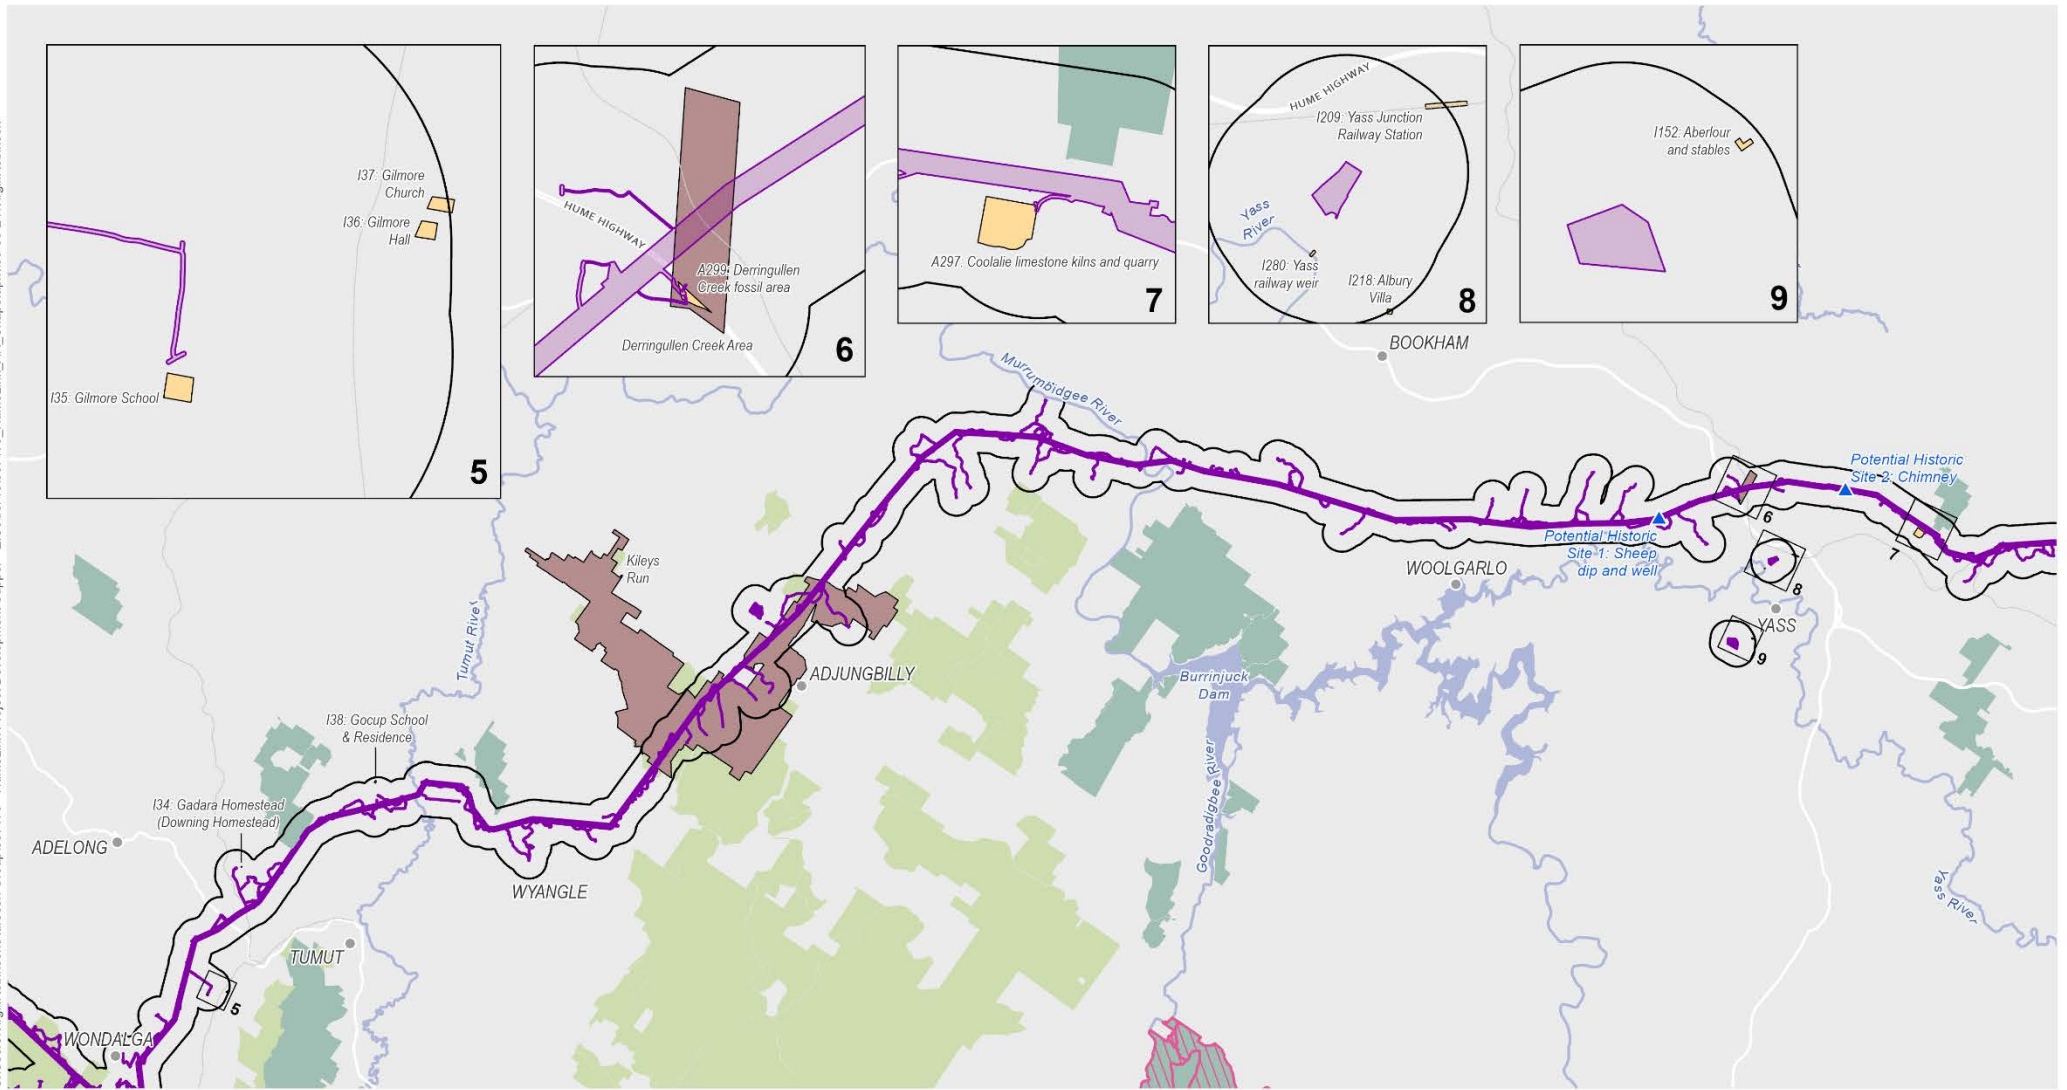 I37: Gilmore
Church
I36: Gilmore
Hall
I35: Gilmore School
5
HUME HIGHWAY
A299: Derringullen
Creek fossil area
Derringullen Creek Area
6
A297: Coolalie limestone kilns and quarry
7
HUME HIGHWAY
I209: Yass Junction
Railway Station
Yass
River
I280: Yass
railway weir
I218: Albury
Villa
8
I152: Aberlour
and stables
9
BOOKHAM
Murrumbidgee River
Potential Historic
Site 2: Chimney
6
Potential Historic
Site 1: Sheep
dip and well
7
Kileys
Run
WOOLGARLO
8
YASS
9
Tumut River
ADJUNGBILLY
Burrinjuck
Dam
I38: Gocup School
& Residence
I34: Gadara Homestead
(Downing Homestead)
Goodradigbee River
ADELONG
WYANGLE
Yass River
TUMUT
5
WONDALGA